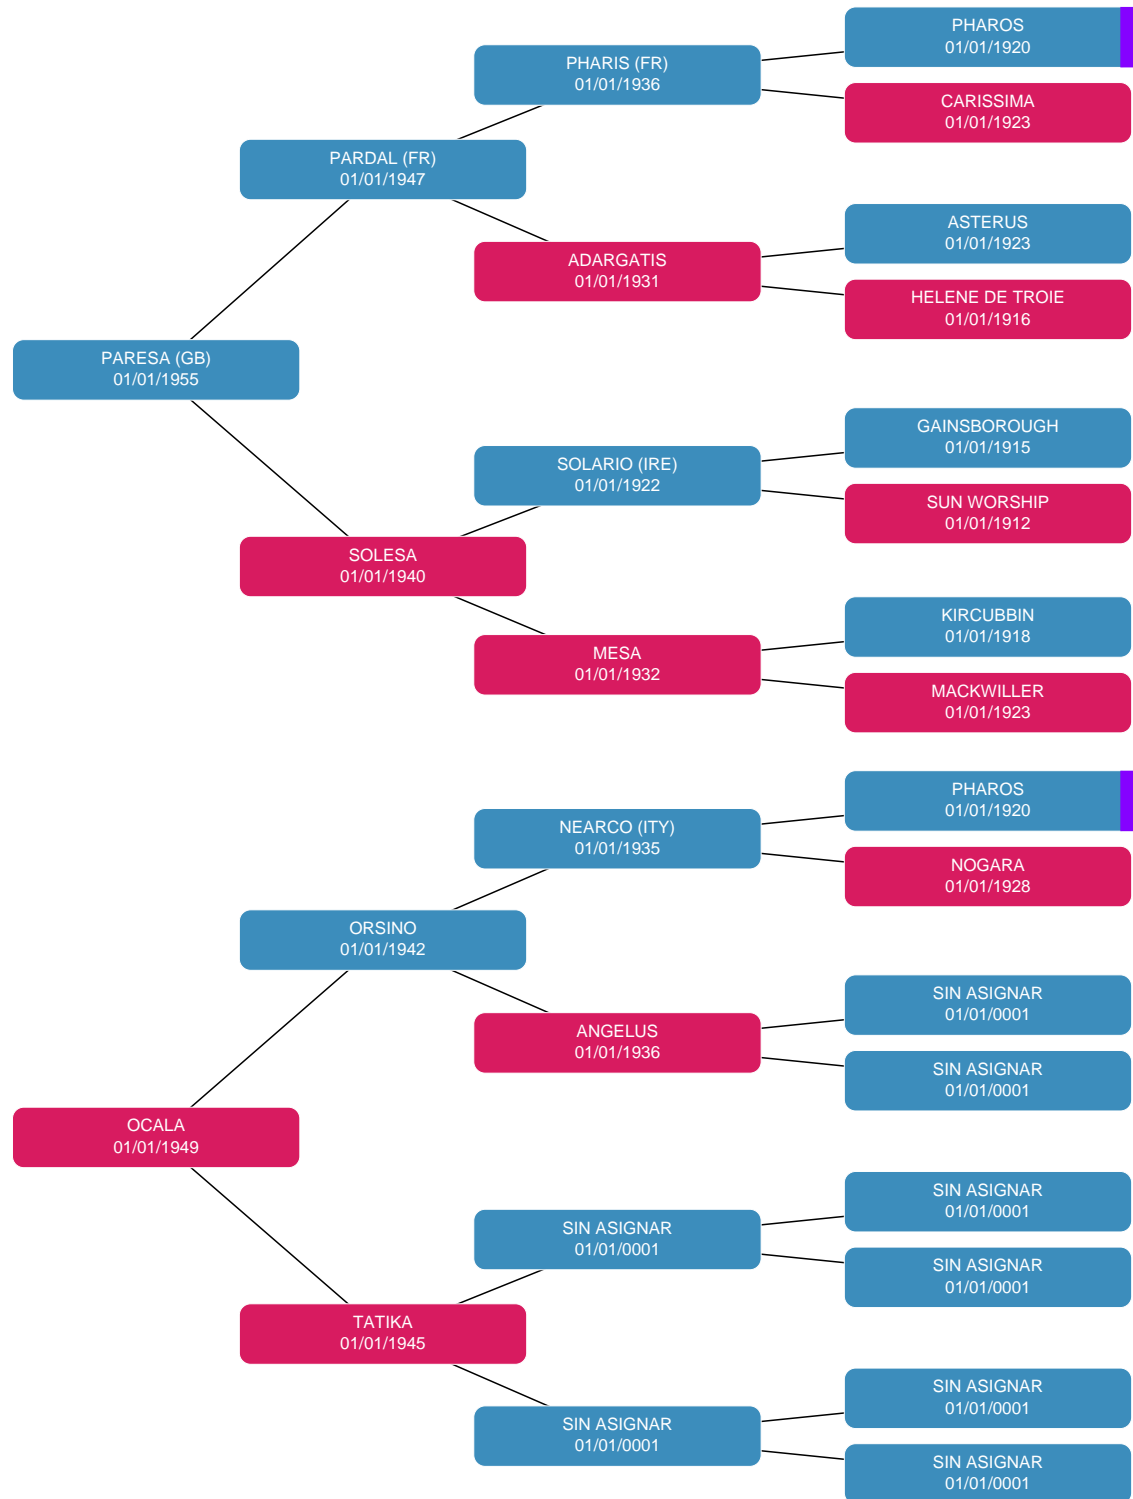 PHAROS
01/01/1920
PHARIS (FR)
01/01/1936
CARISSIMA
01/01/1923
PARDAL (FR)
01/01/1947
ASTERUS
01/01/1923
ADARGATIS
01/01/1931
HELENE DE TROIE
01/01/1916
PARESA (GB)
01/01/1955
GAINSBOROUGH
01/01/1915
SOLARIO (IRE)
01/01/1922
SUN WORSHIP
01/01/1912
SOLESA
01/01/1940
KIRCUBBIN
01/01/1918
MESA
01/01/1932
MACKWILLER
01/01/1923
PHAROS
01/01/1920
NEARCO (ITY)
01/01/1935
NOGARA
01/01/1928
ORSINO
01/01/1942
SIN ASIGNAR
01/01/0001
ANGELUS
01/01/1936
SIN ASIGNAR
01/01/0001
OCALA
01/01/1949
SIN ASIGNAR
01/01/0001
SIN ASIGNAR
01/01/0001
SIN ASIGNAR
01/01/0001
TATIKA
01/01/1945
SIN ASIGNAR
01/01/0001
SIN ASIGNAR
01/01/0001
SIN ASIGNAR
01/01/0001